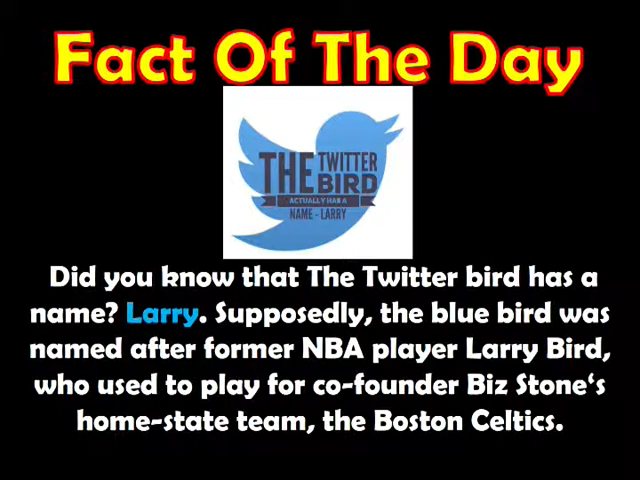 Fact Of The Day
THE TWITTER
BIRD
ACTUALLY HAS A
NAME - LARRY
Did you know that The Twitter bird has a
name? Larry. Supposedly, the blue bird was
named after former NBA player Larry Bird,
who used to play for co-founder Biz Stone‘s
home-state team, the Boston Celtics.